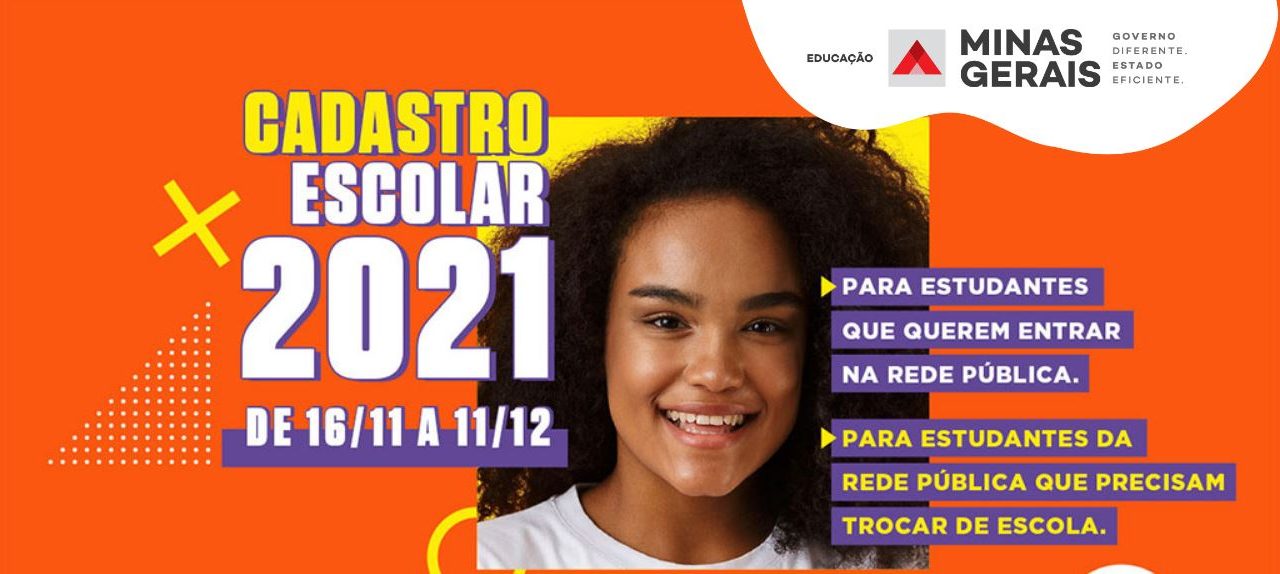 EDUCAÇÃO
MINAS
GERAIS
GOVERNO
DIFERENTE.
ESTADO
EFICIENTE.
CADASTRO
ESCOLAR
2021
DE 16/11 A 11/12
PARA ESTUDANTES
QUE QUEREM ENTRAR
NA REDE PÚBLICA.
PARA ESTUDANTES DA
REDE PÚBLICA QUE PRECISAM
TROCAR DE ESCOLA.